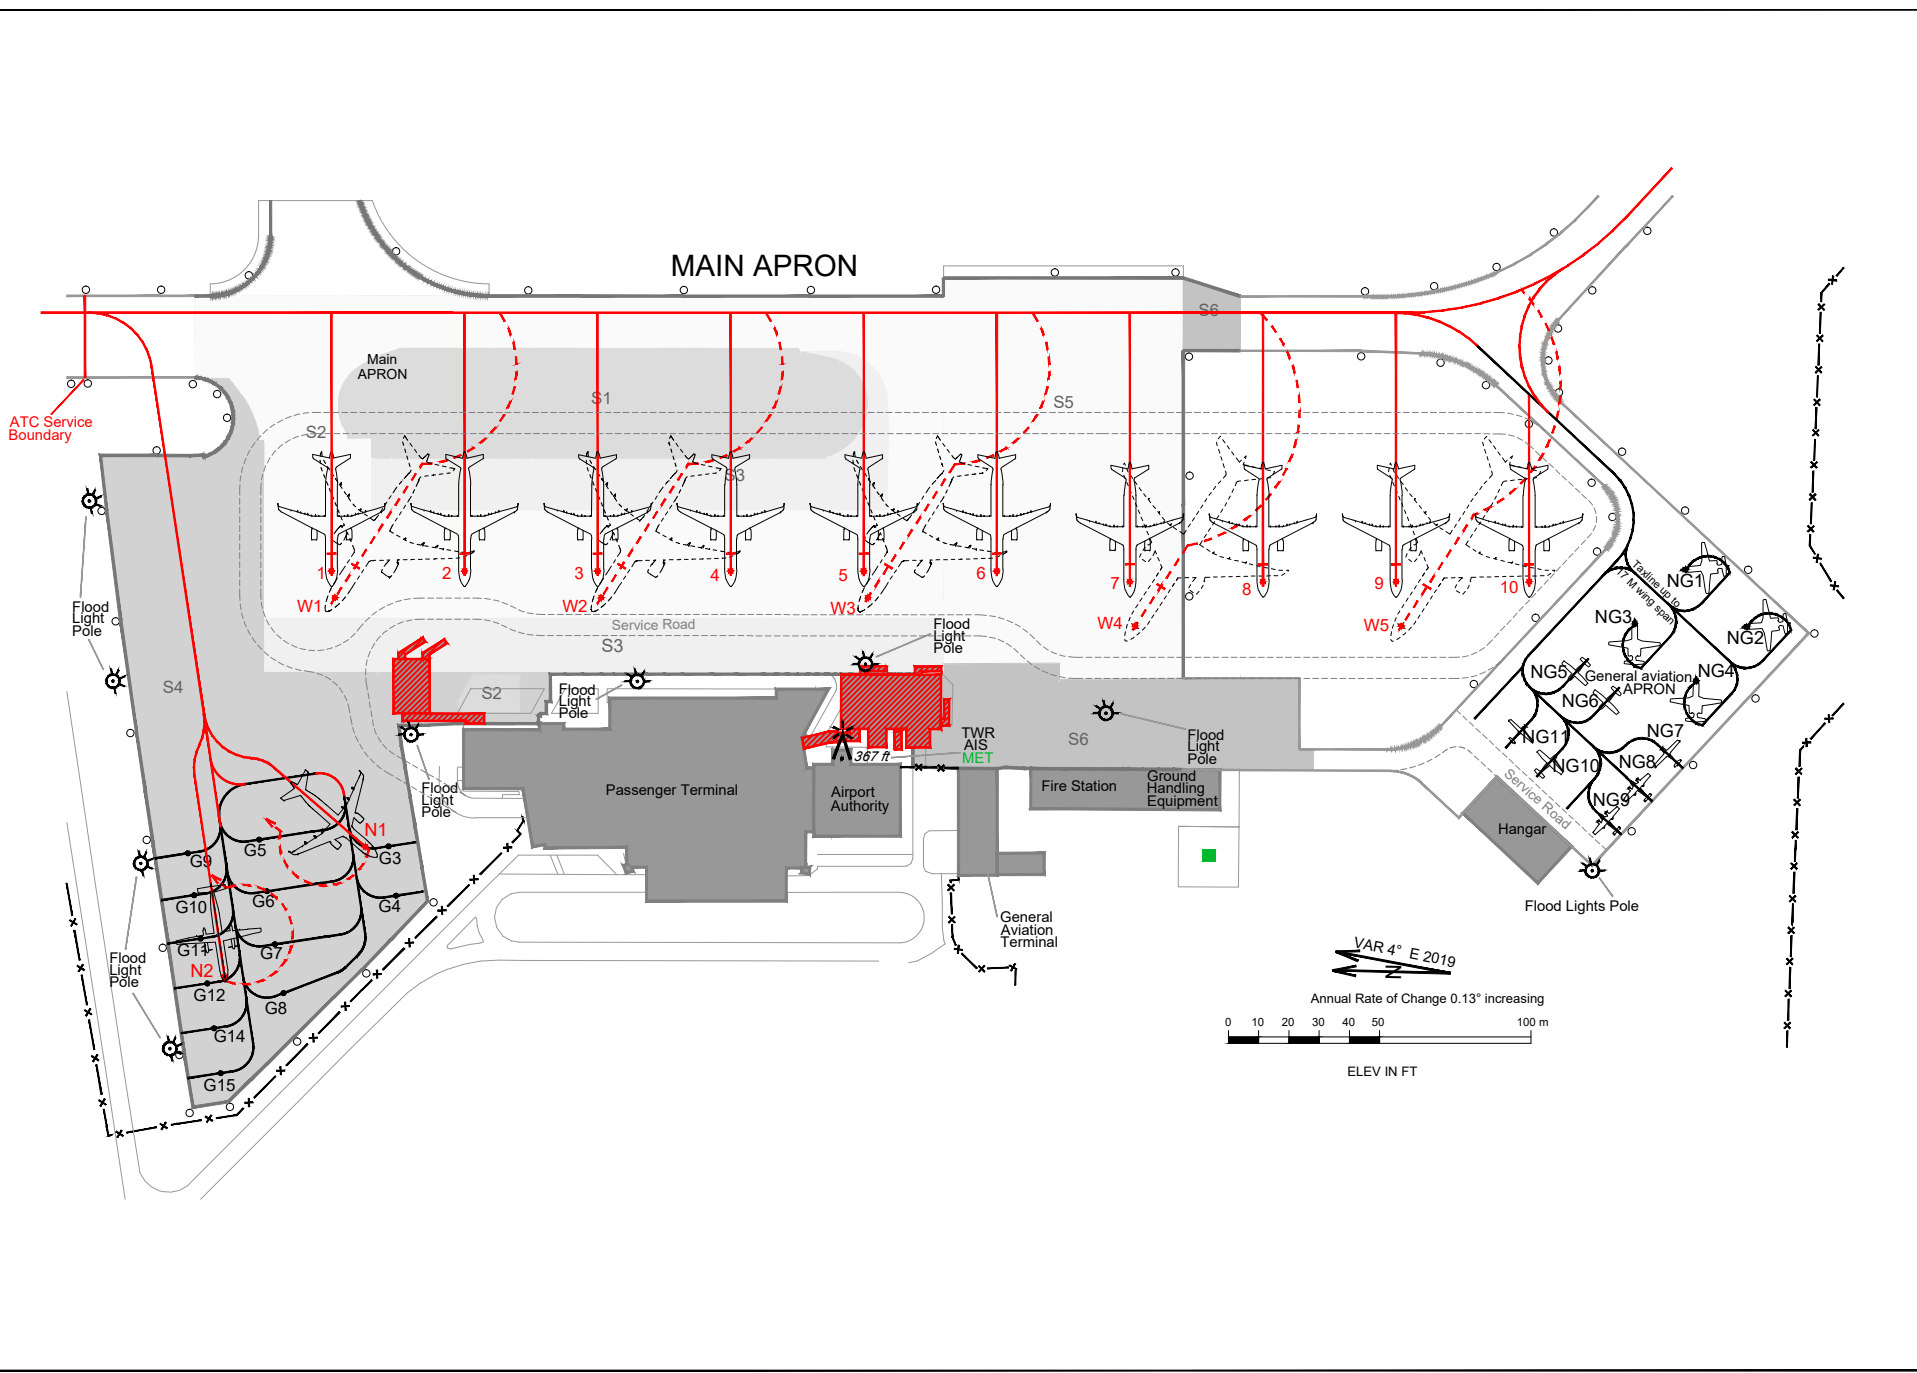 MAIN APRON
S6
Main
APRON
S1
S5
ATC Service
Boundary
S2
S3
1
2
3
4
5
6
7
8
9
10
W1
W2
W3
W4
W5
Service Road
S3
Flood
Light
Pole
Flood
Light
Pole
Taxline up to
17 M wing span
NG1
NG2
NG3
NG4
NG5
NG6
General aviation
APRON
NG7
NG8
NG9
NG10
NG11
Service Road
S4
S2
Flood
Light
Pole
S6
TWR
AIS
MET
367 ft
Flood
Light
Pole
Flood
Light
Pole
Passenger Terminal
Airport
Authority
Fire Station
Ground
Handling
Equipment
Hangar
N1
G3
G5
G9
G4
G6
G10
G11
G7
N2
G12
G8
G14
G15
Flood
Light
Pole
General
Aviation
Terminal
Flood Lights Pole
VAR 4° E 2019
N
Annual Rate of Change 0.13° increasing
0 10 20 30 40 50 100 m
ELEV IN FT